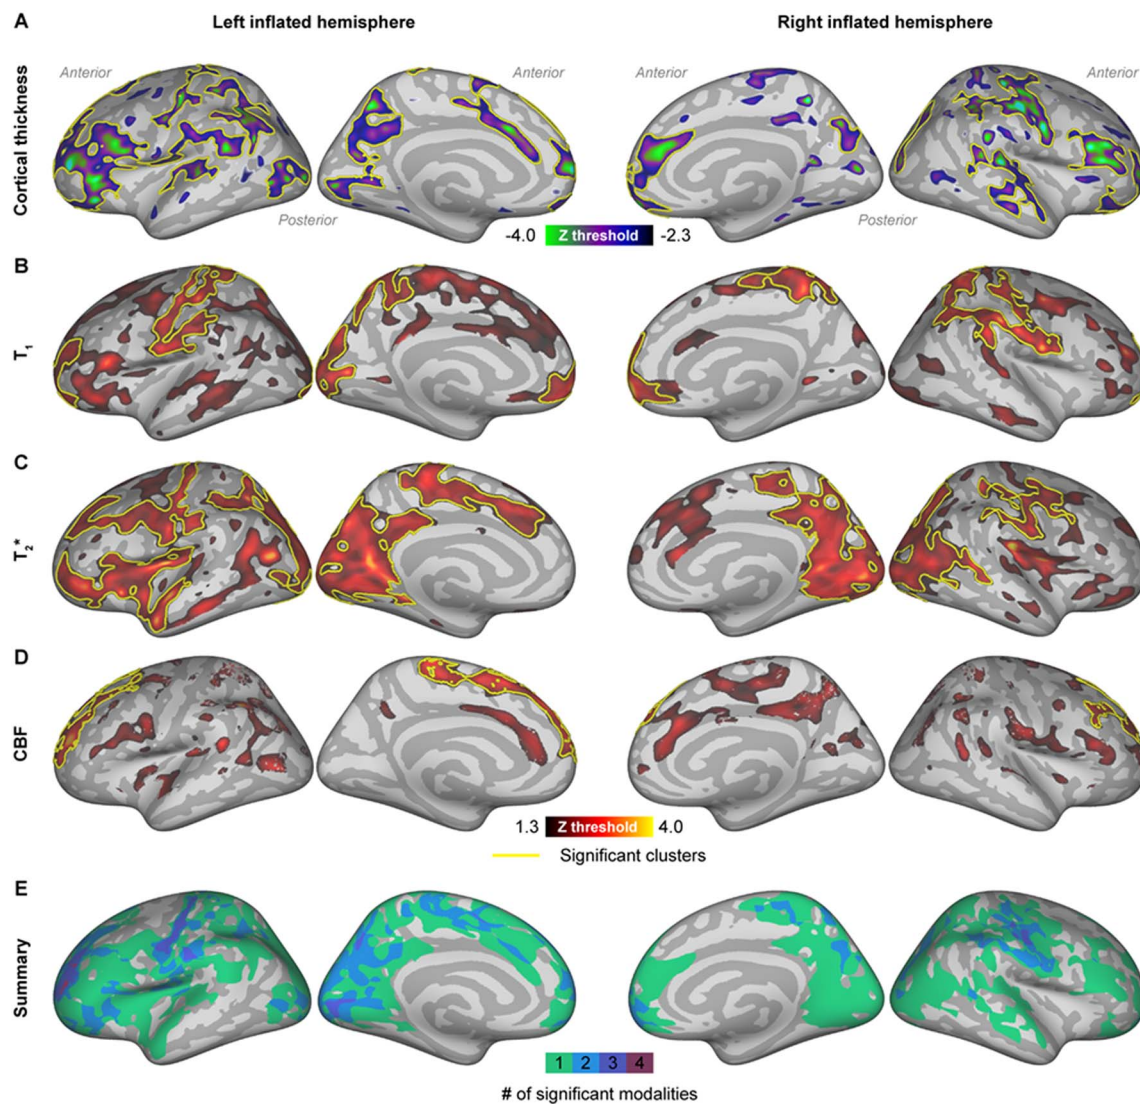 A
Left inflated hemisphere
Right inflated hemisphere
Anterior
Anterior
Anterior
Anterior
Cortical thickness
Posterior
Posterior
-4.0 Z threshold -2.3
B
T1
C
T2*
D
CBF
1.3 Z threshold 4.0
Significant clusters
E
Summary
1 2 3 4
# of significant modalities